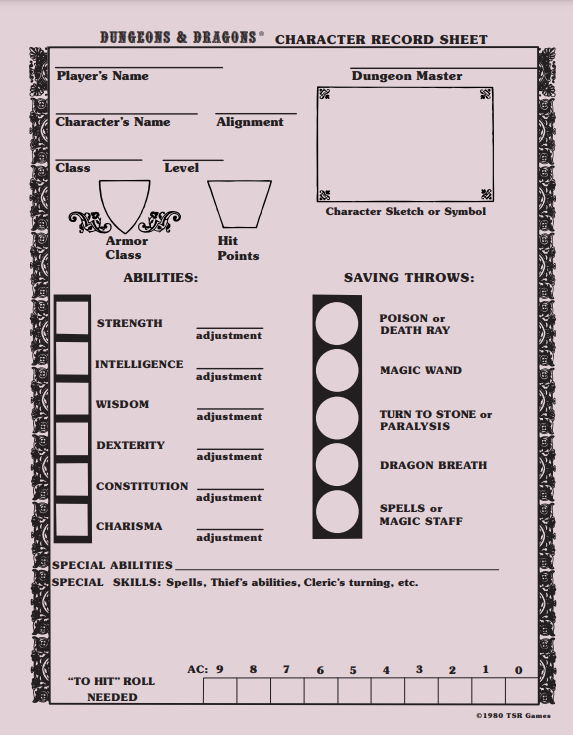 DUNGEONS & DRAGONS® CHARACTER RECORD SHEET
Player's Name
Dungeon Master
Character's Name
Alignment
Class
Level
Character Sketch or Symbol
Armor
Class
Hit
Points
ABILITIES:
STRENGTH
adjustment
INTELLIGENCE
adjustment
WISDOM
adjustment
DEXTERITY
adjustment
CONSTITUTION
adjustment
CHARISMA
adjustment
SAVING THROWS:
POISON or
DEATH RAY
MAGIC WAND
TURN TO STONE or
PARALYSIS
DRAGON BREATH
SPELLS or
MAGIC STAFF
SPECIAL ABILITIES
SPECIAL SKILLS: Spells, Thief's abilities, Cleric's turning, etc.
AC: 9 8 7 6 5 4 3 2 1 0
“TO HIT” ROLL
NEEDED
©1980 TSR Games